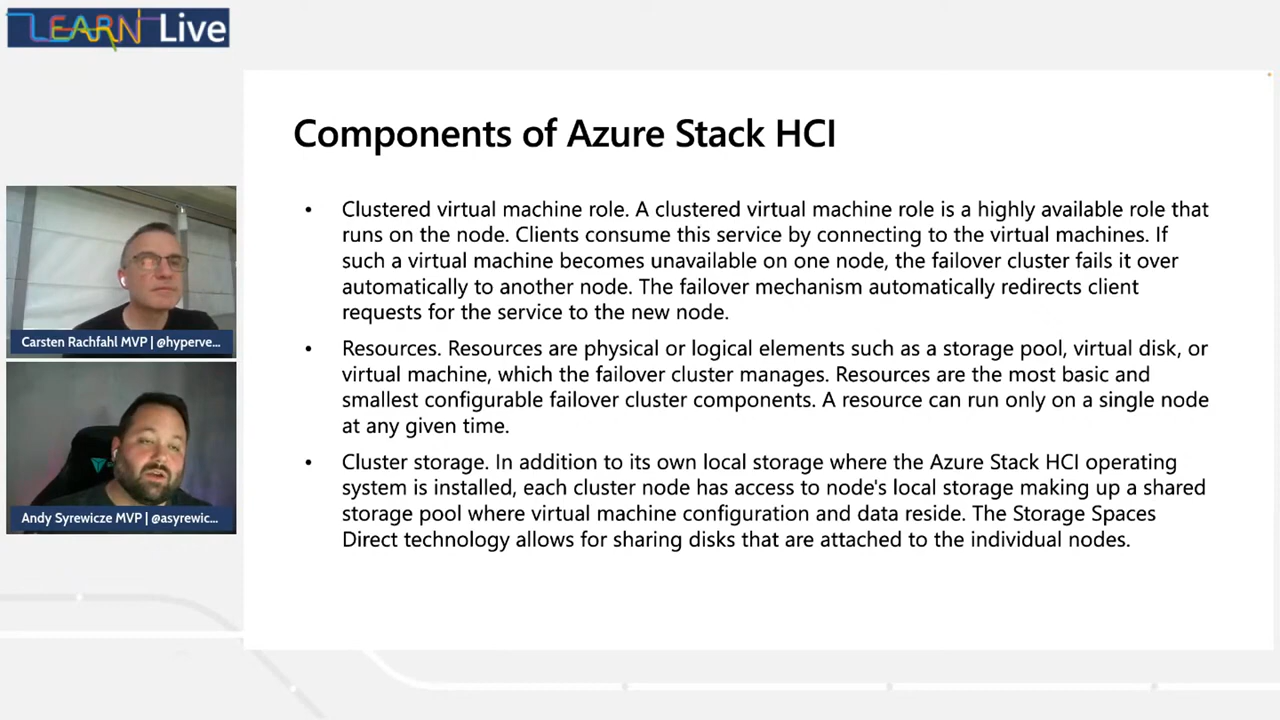 LEARN Live
Components of Azure Stack HCI
• Clustered virtual machine role. A clustered virtual machine role is a highly available role that
runs on the node. Clients consume this service by connecting to the virtual machines. If
such a virtual machine becomes unavailable on one node, the failover cluster fails it over
automatically to another node. The failover mechanism automatically redirects client
requests for the service to the new node.
• Resources. Resources are physical or logical elements such as a storage pool, virtual disk, or
virtual machine, which the failover cluster manages. Resources are the most basic and
smallest configurable failover cluster components. A resource can run only on a single node
at any given time.
• Cluster storage. In addition to its own local storage where the Azure Stack HCI operating
system is installed, each cluster node has access to node's local storage making up a shared
storage pool where virtual machine configuration and data reside. The Storage Spaces
Direct technology allows for sharing disks that are attached to the individual nodes.
Carsten Rachfahl MVP | @hyperve...
Andy Syrewicze MVP | @asyrewic...